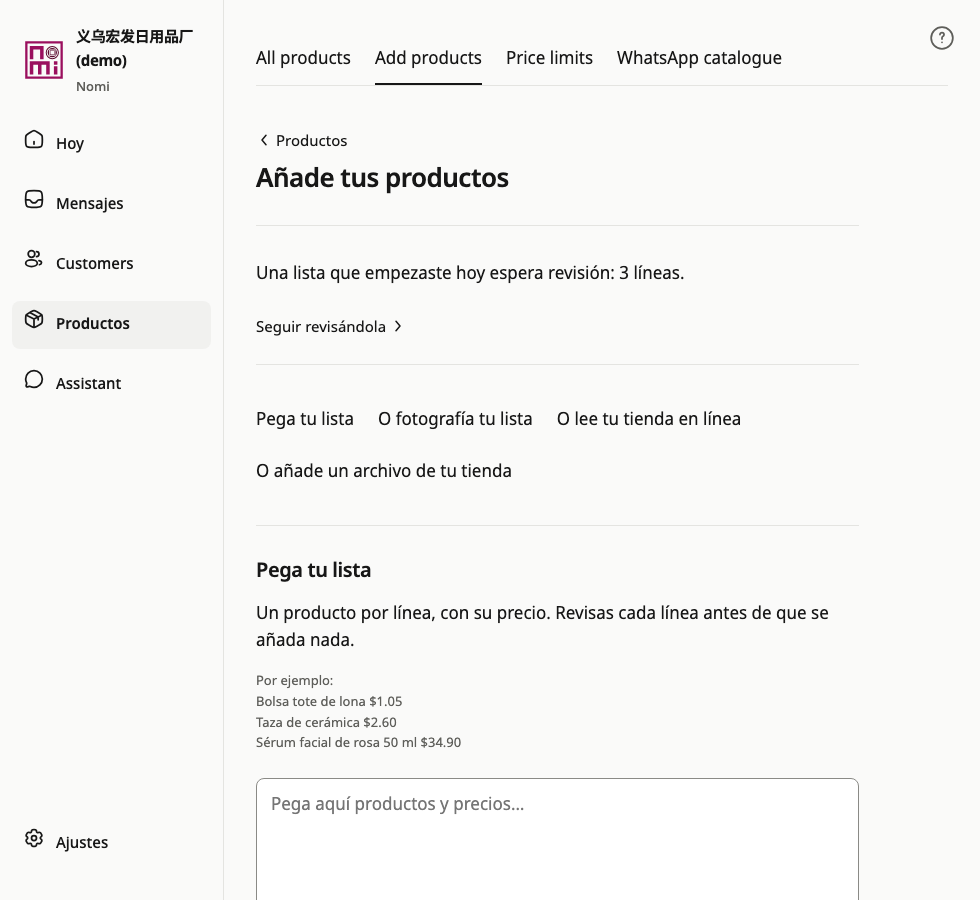 义乌宏发日用品厂
(demo)
Nomi
Hoy
Mensajes
Customers
Productos
Assistant
Ajustes
All products
Add products
Price limits
WhatsApp catalogue
?
Productos
Añade tus productos
Una lista que empezaste hoy espera revisión: 3 líneas.
Seguir revisándola
Pega tu lista
O fotografía tu lista
O lee tu tienda en línea
O añade un archivo de tu tienda
Pega tu lista
Un producto por línea, con su precio. Revisas cada línea antes de que se
añada nada.
Por ejemplo:
Bolsa tote de lona $1.05
Taza de cerámica $2.60
Sérum facial de rosa 50 ml $34.90
Pega aquí productos y precios...